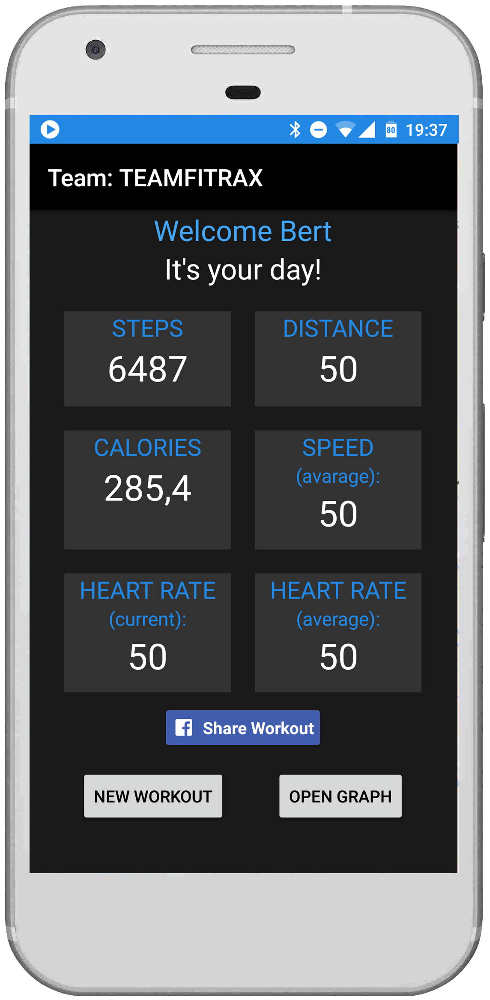 80 19:37
Team: TEAMFITRAX
Welcome Bert
It's your day!
STEPS
6487
DISTANCE
50
CALORIES
285,4
SPEED
(avarage):
50
HEART RATE
(current):
50
HEART RATE
(average):
50
Share Workout
NEW WORKOUT
OPEN GRAPH